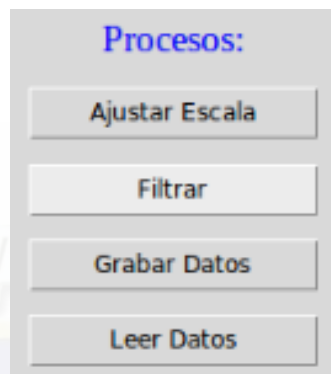 Procesos:
Ajustar Escala
Filtrar
Grabar Datos
Leer Datos